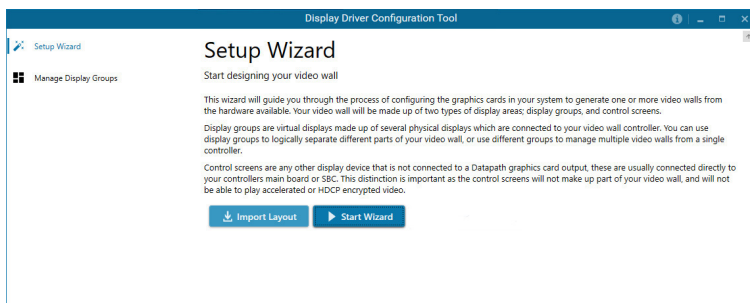 Display Driver Configuration Tool
Setup Wizard
Manage Display Groups
Setup Wizard
Start designing your video wall
This wizard will guide you through the process of configuring the graphics cards in your system to generate one or more video walls from
the hardware available. Your video wall will be made up of two types of display areas; display groups, and control screens.
Display groups are virtual displays made up of several physical displays which are connected to your video wall controller. You can use
display groups to logically separate different parts of your video wall, or use different groups to manage multiple video walls from a single
controller.
Control screens are any other display device that is not connected to a Datapath graphics card output, these are usually connected directly to
your controllers main board or SBC. This distinction is important as the control screens will not make up part of your video wall, and will not
be able to play accelerated or HDCP encrypted video.
Import Layout
Start Wizard